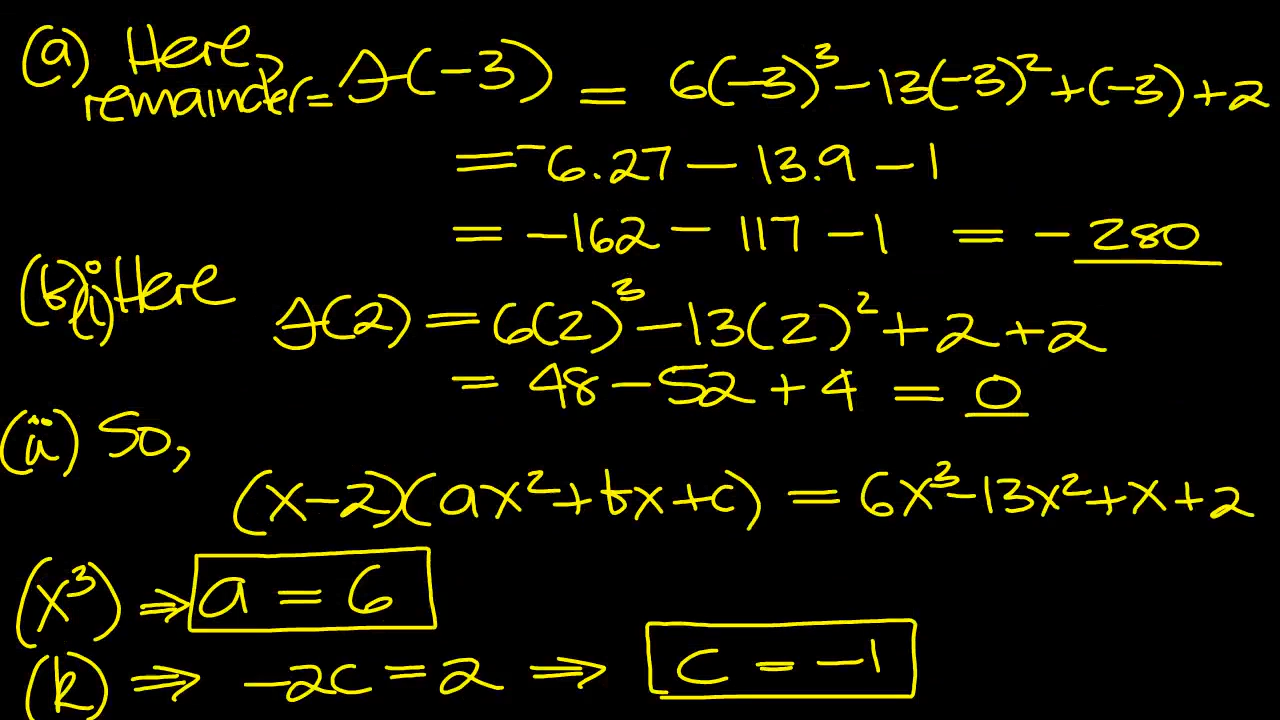 (a) Here,
remainder = f(-3) = 6(-3)³ - 13(-3)² + (-3) + 2
= -6.27 - 13.9 - 1
= -162 - 117 - 1 = -280
(b)(i) Here
f(2) = 6(2)³ - 13(2)² + 2 + 2
= 48 - 52 + 4 = 0
(ii) So,
(x-2)(ax²+bx+c) = 6x³-13x²+x+2
(x³) ⇒ a = 6
(k) ⇒ -2c = 2 ⇒ c = -1